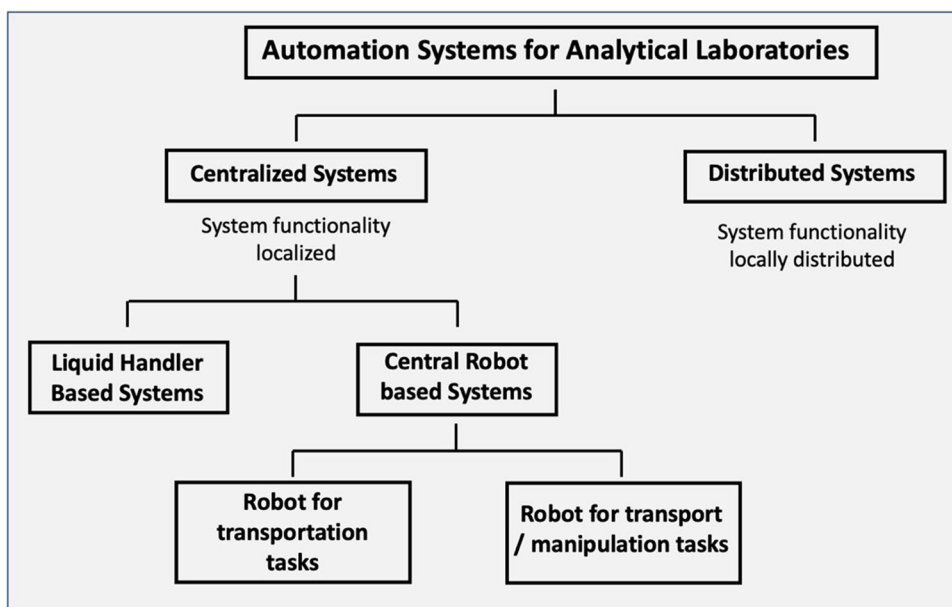 Automation Systems for Analytical Laboratories
Centralized Systems
Distributed Systems
System functionality
localized
System functionality
locally distributed
Liquid Handler
Based Systems
Central Robot
based Systems
Robot for
transportation
tasks
Robot for transport
/ manipulation tasks